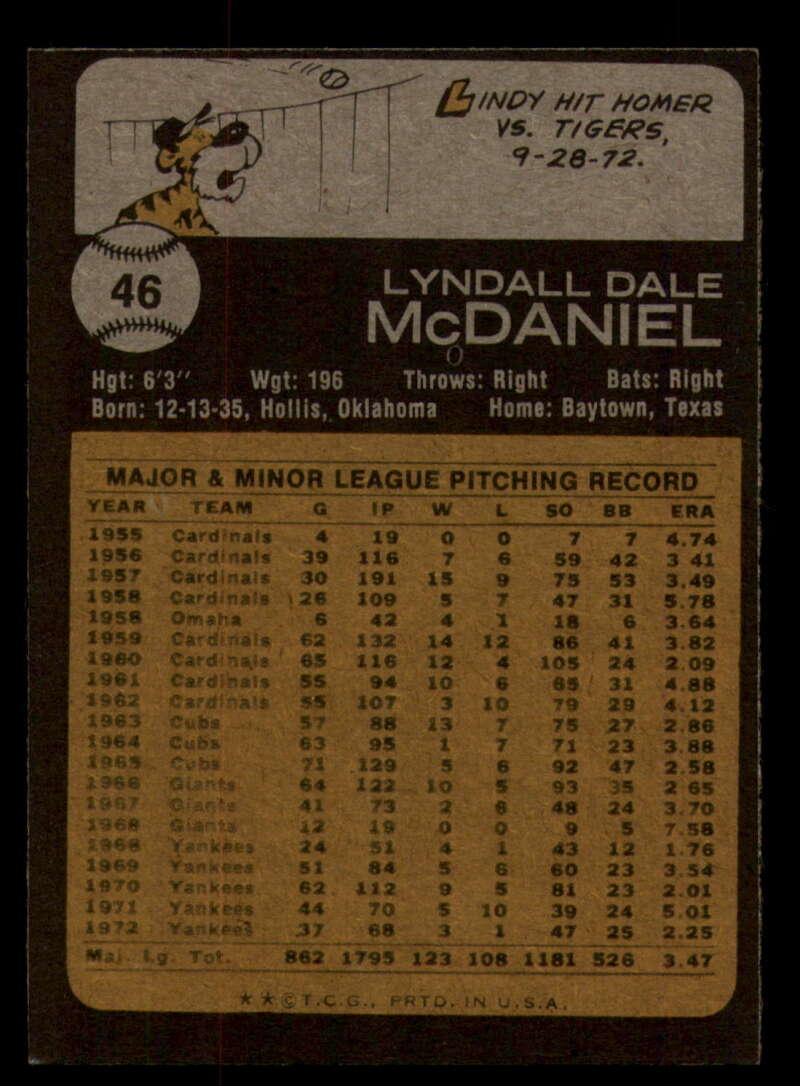 LINDY HIT HOMER
VS. TIGERS,
9-28-72.
46
LYNDALL DALE
McDANIEL
Hgt: 6'3" Wgt: 196 Throws: Right Bats: Right
Born: 12-13-35, Hollis, Oklahoma Home: Baytown, Texas
MAJOR & MINOR LEAGUE PITCHING RECORD
YEAR TEAM G IP W L SO BB ERA
1955 Cardinals 4 19 0 0 7 7 4.74
1956 Cardinals 39 116 7 6 59 42 3 41
1957 Cardinals 30 191 15 9 75 53 3.49
1958 Cardinals 26 109 5 7 47 31 5.78
1958 Omaha 6 42 4 1 18 6 3.64
1959 Cardinals 62 132 14 12 86 41 3.82
1960 Cardinals 65 116 12 4 105 24 2.09
1961 Cardinals 55 94 10 6 65 31 4.88
1962 Cardinals 55 107 3 10 79 29 4.12
1963 Cubs 57 88 13 7 75 27 2.86
1964 Cubs 63 95 1 7 71 23 3.88
1965 Cubs 71 129 5 6 92 47 2.58
1966 Giants 64 122 10 5 93 35 2 65
1967 Giants 41 73 2 6 48 24 3.70
1968 Giants 12 19 0 0 9 5 7.58
1968 Yankees 24 51 4 1 43 12 1.76
1969 Yankees 51 84 5 6 60 23 3.54
1970 Yankees 62 112 9 5 81 23 2.01
1971 Yankees 44 70 5 10 39 24 5.01
1972 Yankees 37 68 3 1 47 25 2.25
Maj. Lg. Tot. 862 1795 123 108 1181 526 3.47
★ ★ © T.C.G., PRTD. IN U.S.A.